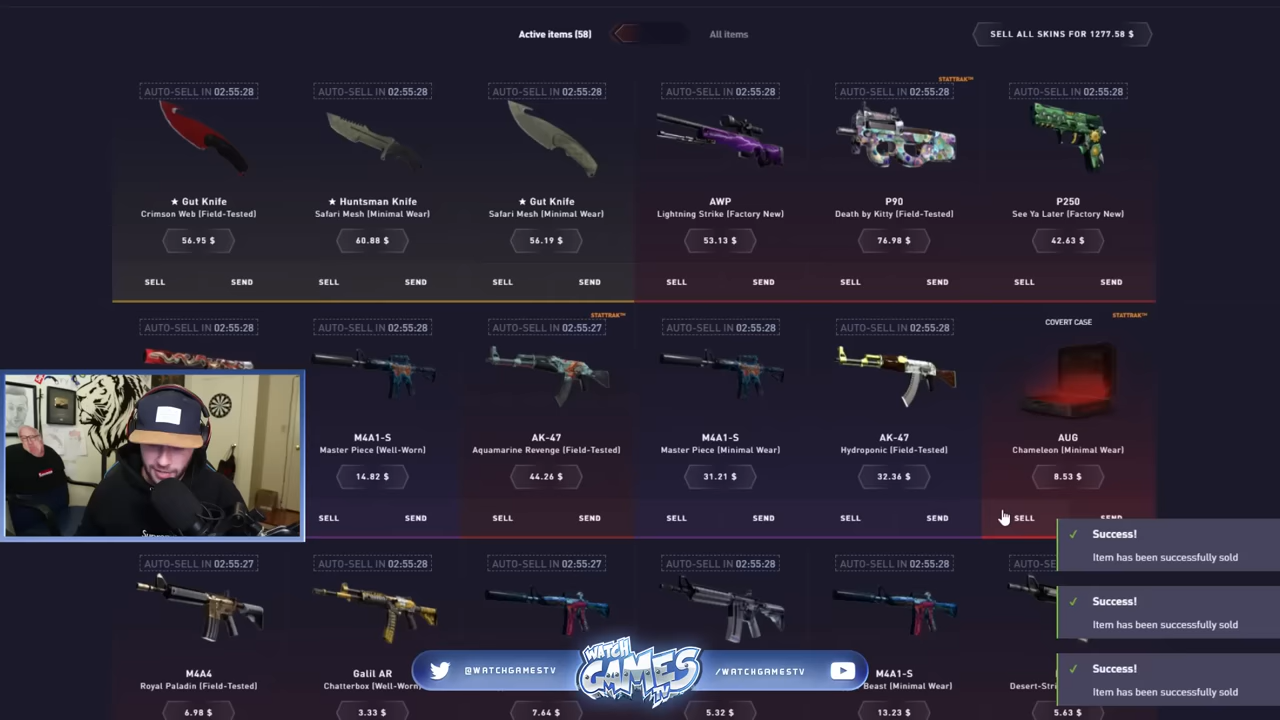 Active items (58)
All items
SELL ALL SKINS FOR 1277.58 $
AUTO-SELL IN 02:55:28
AUTO-SELL IN 02:55:28
AUTO-SELL IN 02:55:28
AUTO-SELL IN 02:55:28
STATTRAK™
AUTO-SELL IN 02:55:28
AUTO-SELL IN 02:55:28
★ Gut Knife
Crimson Web (Field-Tested)
56.95 $
SELL
SEND
★ Huntsman Knife
Safari Mesh (Minimal Wear)
60.88 $
SELL
SEND
★ Gut Knife
Safari Mesh (Minimal Wear)
56.19 $
SELL
SEND
AWP
Lightning Strike (Factory New)
53.13 $
SELL
SEND
P90
Death by Kitty (Field-Tested)
76.98 $
SELL
SEND
P250
See Ya Later (Factory New)
42.63 $
SELL
SEND
AUTO-SELL IN 02:55:28
AUTO-SELL IN 02:55:28
STATTRAK™
AUTO-SELL IN 02:55:27
AUTO-SELL IN 02:55:28
AUTO-SELL IN 02:55:28
COVERT CASE
STATTRAK™
M4A1-S
Master Piece (Well-Worn)
14.82 $
SELL
SEND
AK-47
Aquamarine Revenge (Field-Tested)
44.26 $
SELL
SEND
M4A1-S
Master Piece (Minimal Wear)
31.21 $
SELL
SEND
AK-47
Hydroponic (Field-Tested)
32.36 $
SELL
SEND
AUG
Chameleon (Minimal Wear)
8.53 $
SELL
SEND
AUTO-SELL IN 02:55:27
AUTO-SELL IN 02:55:28
AUTO-SELL IN 02:55:27
AUTO-SELL IN 02:55:28
AUTO-SELL IN 02:55:28
M4A4
Royal Paladin (Field-Tested)
6.98 $
Galil AR
Chatterbox (Well-Worn)
3.33 $
7.64 $
5.32 $
M4A1-S
Beast (Minimal Wear)
13.23 $
Desert-Stri
5.63 $
Success!
Item has been successfully sold
Success!
Item has been successfully sold
Success!
Item has been successfully sold
@WATCHGAMESTV
WATCH
GAMES
TV
/WATCHGAMESTV